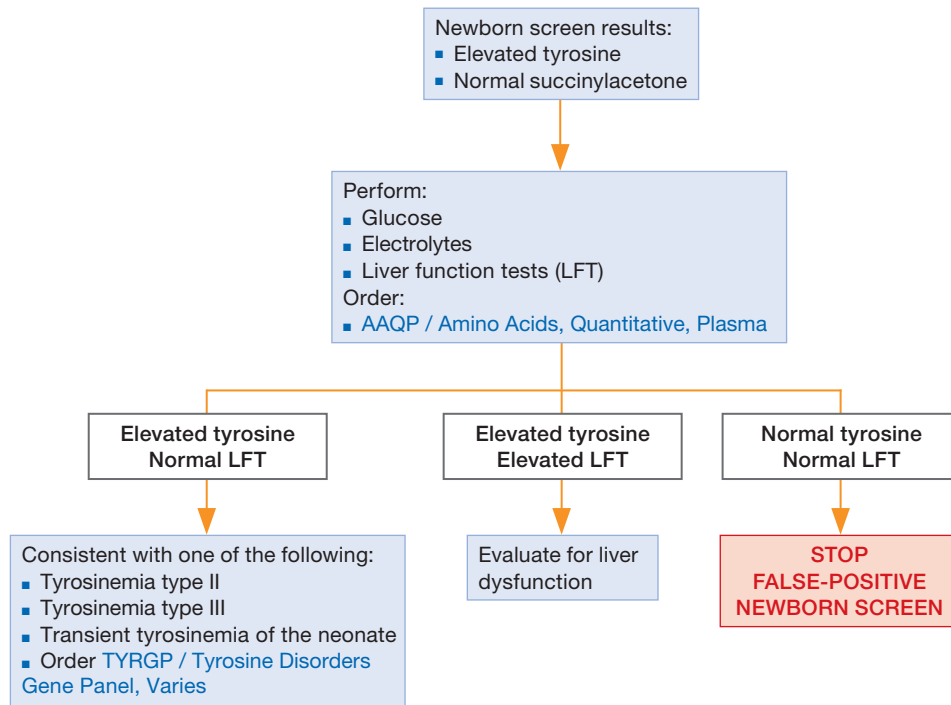 Newborn screen results:
▪ Elevated tyrosine
▪ Normal succinylacetone
Perform:
▪ Glucose
▪ Electrolytes
▪ Liver function tests (LFT)
Order:
▪ AAQP / Amino Acids, Quantitative, Plasma
Elevated tyrosine
Normal LFT
Elevated tyrosine
Elevated LFT
Normal tyrosine
Normal LFT
Consistent with one of the following:
▪ Tyrosinemia type II
▪ Tyrosinemia type III
▪ Transient tyrosinemia of the neonate
▪ Order TYRGP / Tyrosine Disorders
Gene Panel, Varies
Evaluate for liver
dysfunction
STOP
FALSE-POSITIVE
NEWBORN SCREEN